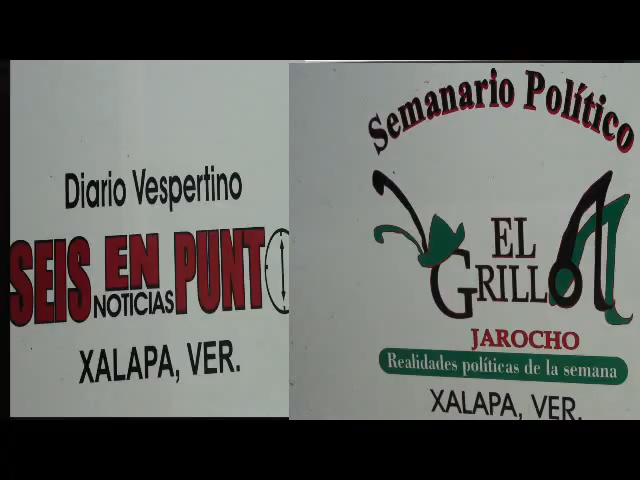 Diario Vespertino
SEIS EN PUNTO
NOTICIAS
XALAPA, VER.
Semanario Político
EL
GRILLO
JAROCHO
Realidades políticas de la semana
XALAPA, VER.